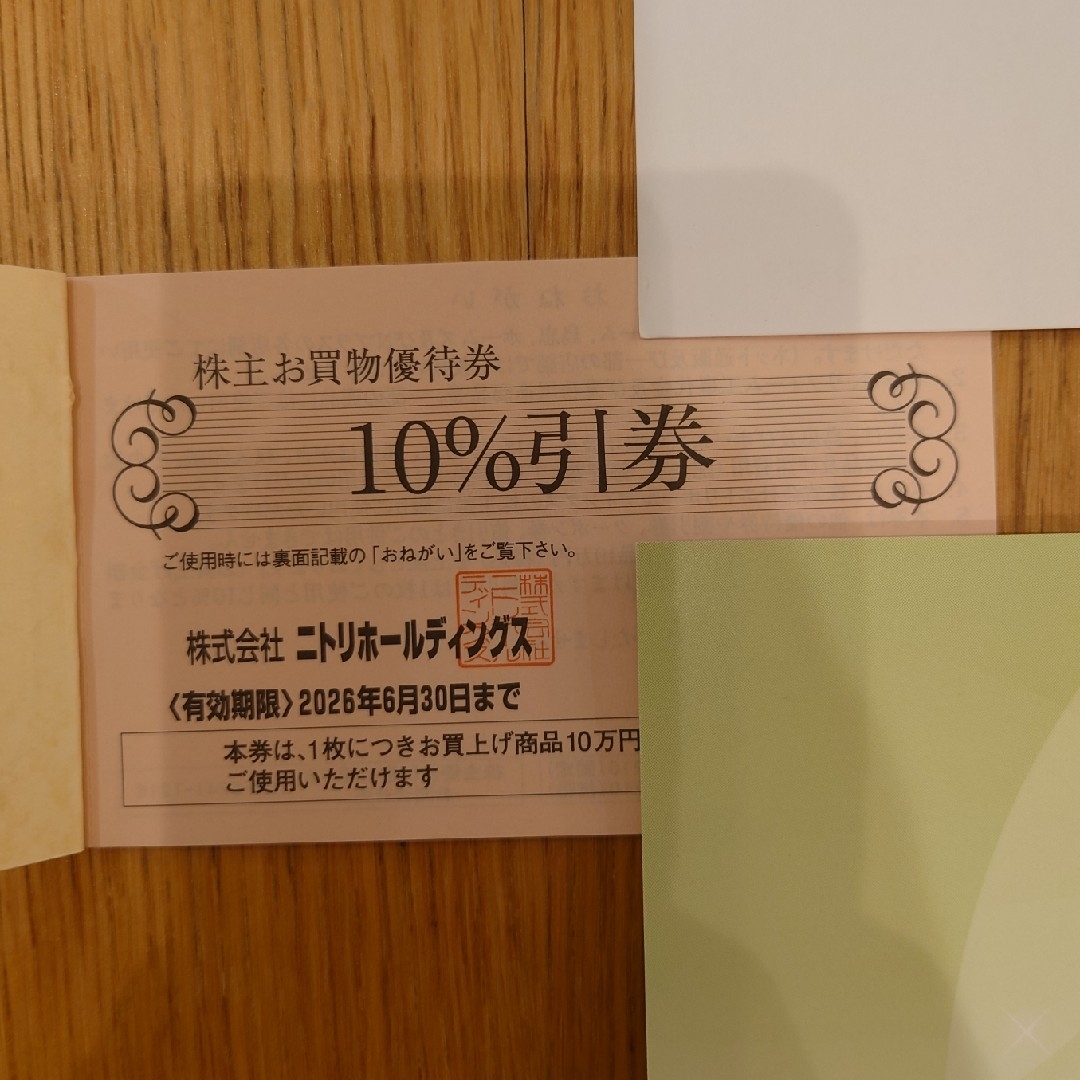 株主お買物優待券
10%引券
ご使用時には裏面記載の「おねがい」をご覧下さい。
株式会社 ニトリホールディングス
〈有効期限〉2026年6月30日まで
本券は、1枚につきお買上げ商品10万円
ご使用いただけます